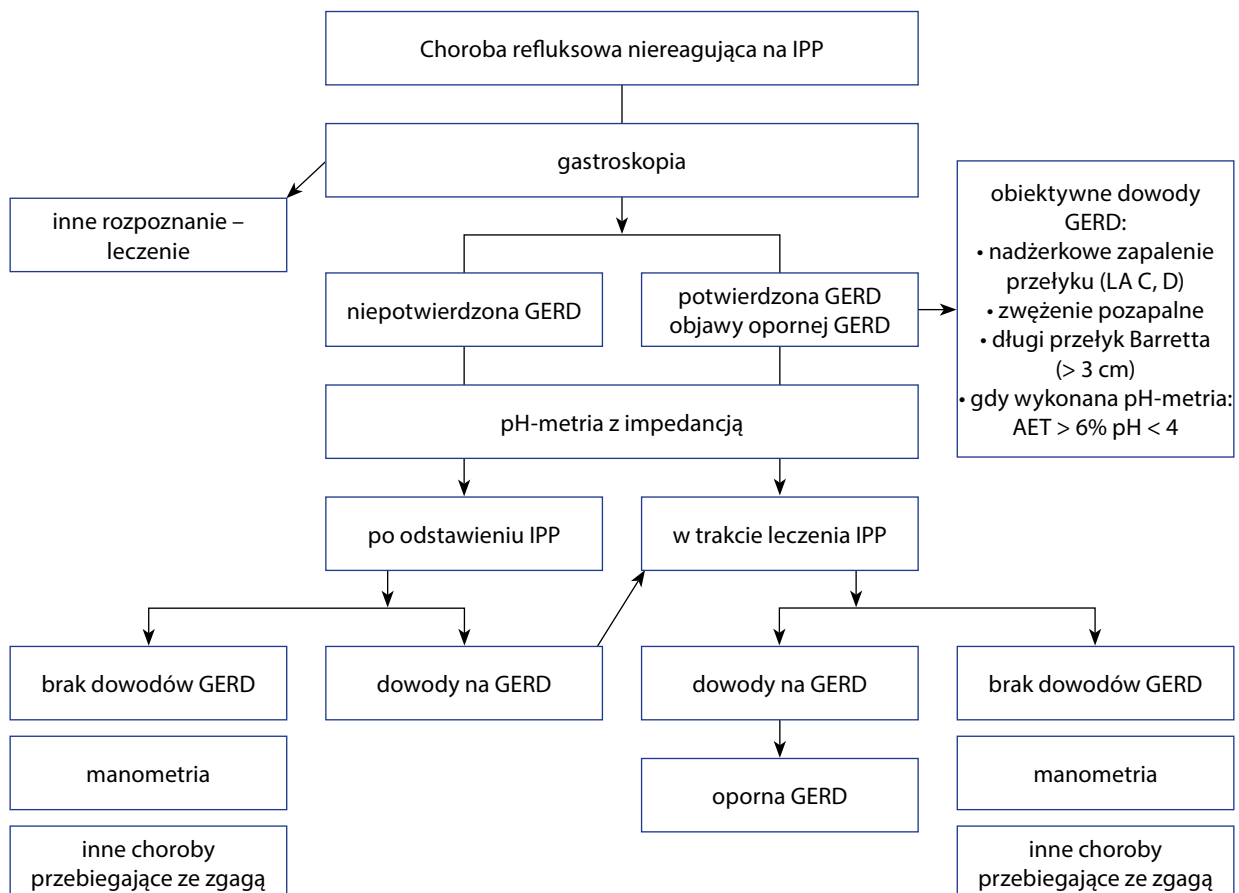 Choroba refluksowa niereagująca na IPP
gastroskopia
inne rozpoznanie –
leczenie
obiektywne dowody
GERD:
• nadżerkowe zapalenie
przełyku (LA C, D)
• zwężenie pozapalne
• długi przełyk Barretta
(> 3 cm)
• gdy wykonana pH-metria:
AET > 6% pH < 4
niepotwierdzona GERD
potwierdzona GERD
objawy opornej GERD
pH-metria z impedancją
po odstawieniu IPP
w trakcie leczenia IPP
brak dowodów GERD
dowody na GERD
dowody na GERD
brak dowodów GERD
manometria
oporna GERD
manometria
inne choroby
przebiegające ze zgagą
inne choroby
przebiegające ze zgagą